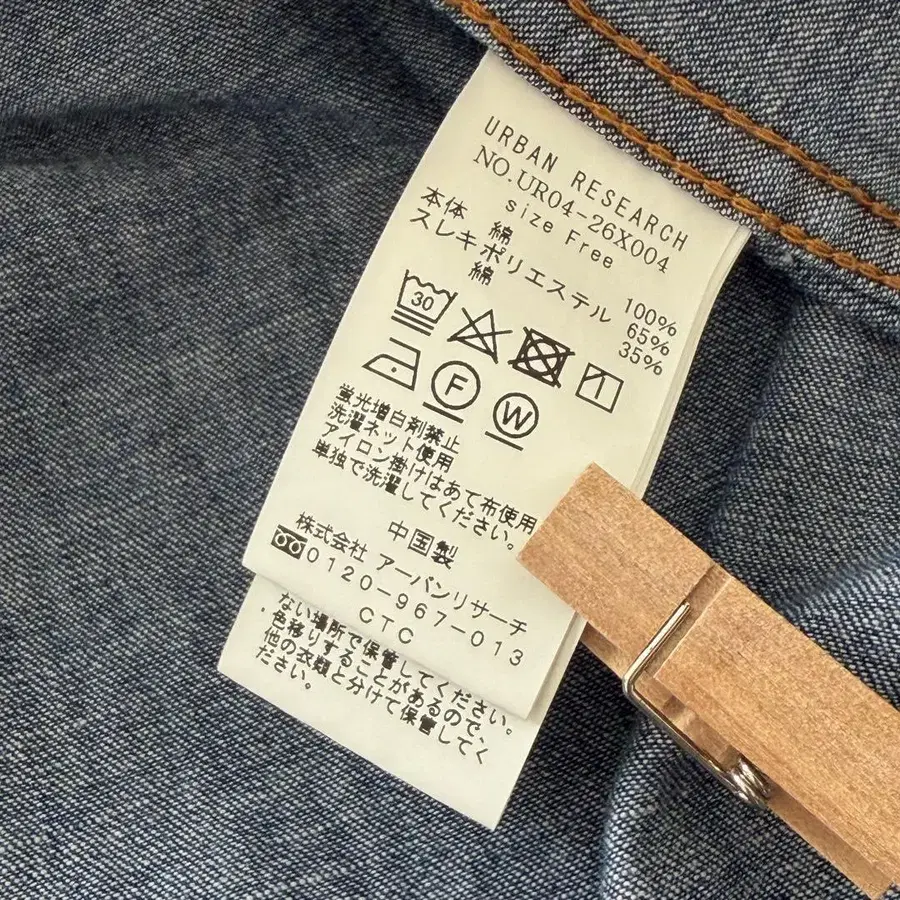 URBAN RESEARCH
NO.UR04-26X004
size Free
本体 綿 100%
スレキ ポリエステル 65%
綿 35%
30
F
W
蛍光増白剤禁止
洗濯ネット使用
アイロン掛けはあて布使用
単独で洗濯してください。
中国製
株式会社 アーバンリサーチ
0120-967-013
CTC
ない場所で保管してください。
色移りすることがあるので、
他の衣類と分けて保管してく
ださい。